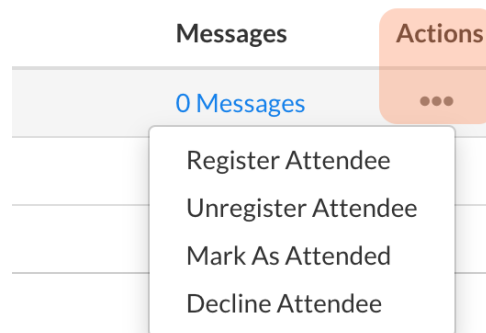 Messages Actions
0 Messages •••
Register Attendee
Unregister Attendee
Mark As Attended
Decline Attendee